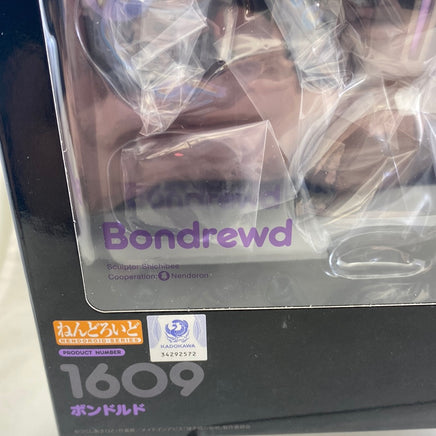 Bondrewd
Sculptor:Shichibee
Cooperation: Nendoron
ねんどろいど
NENDOROID SERIES
PRODUCT NUMBER
KADOKAWA
34292572
1609
ボンドルド